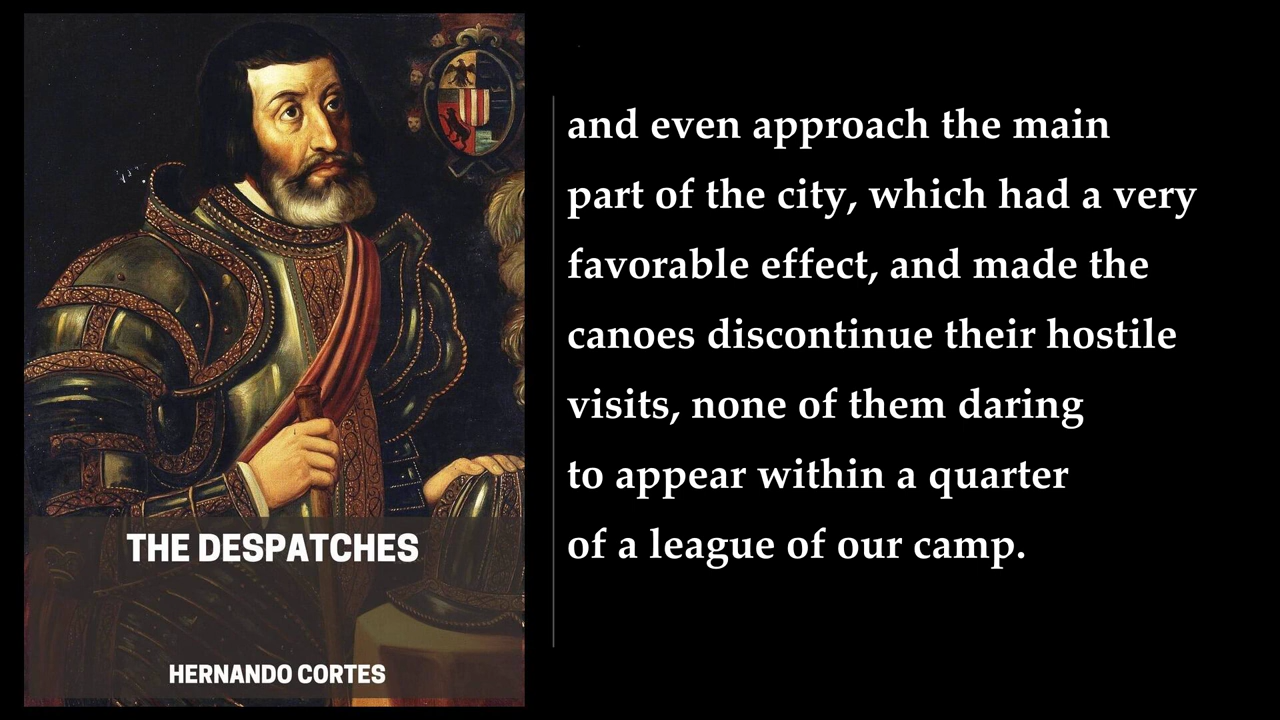 THE DESPATCHES
HERNANDO CORTES
and even approach the main
part of the city, which had a very
favorable effect, and made the
canoes discontinue their hostile
visits, none of them daring
to appear within a quarter
of a league of our camp.